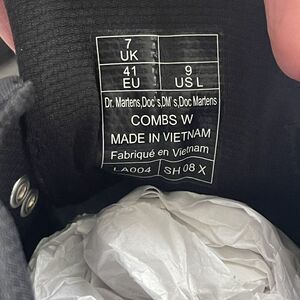 7
UK
41
EU
9
US L
Dr. Martens,Doc's,DM's,Doc Martens
COMBS W
MADE IN VIETNAM
Fabriqué en Vietnam
LA004 SH 08 X